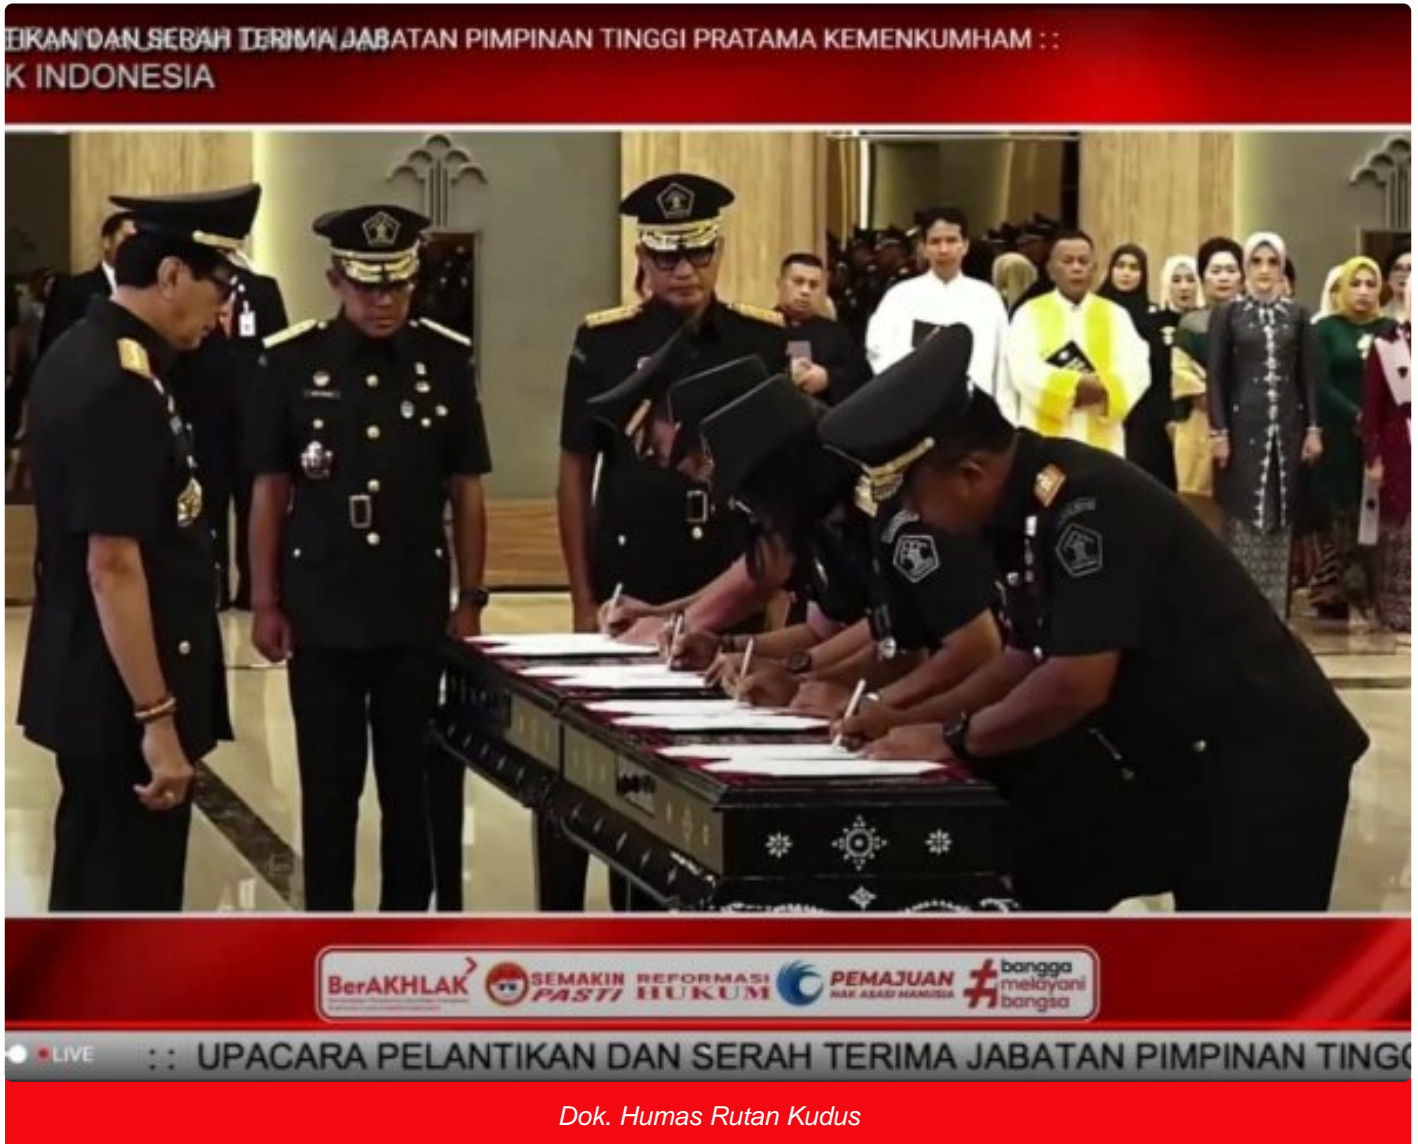 DAN SERAH TERIMA JABATAN PIMPINAN TINGGI PRATAMA KEMENKUMHAM : :
K INDONESIA
BerAKHLAK
SEMAKIN
PASTI
REFORMASI
HUKUM
PEMAJUAN
HAK ASASI MANUSIA
#
bangga
melayani
bangsa
LIVE
: : UPACARA PELANTIKAN DAN SERAH TERIMA JABATAN PIMPINAN TINGG
Dok. Humas Rutan Kudus